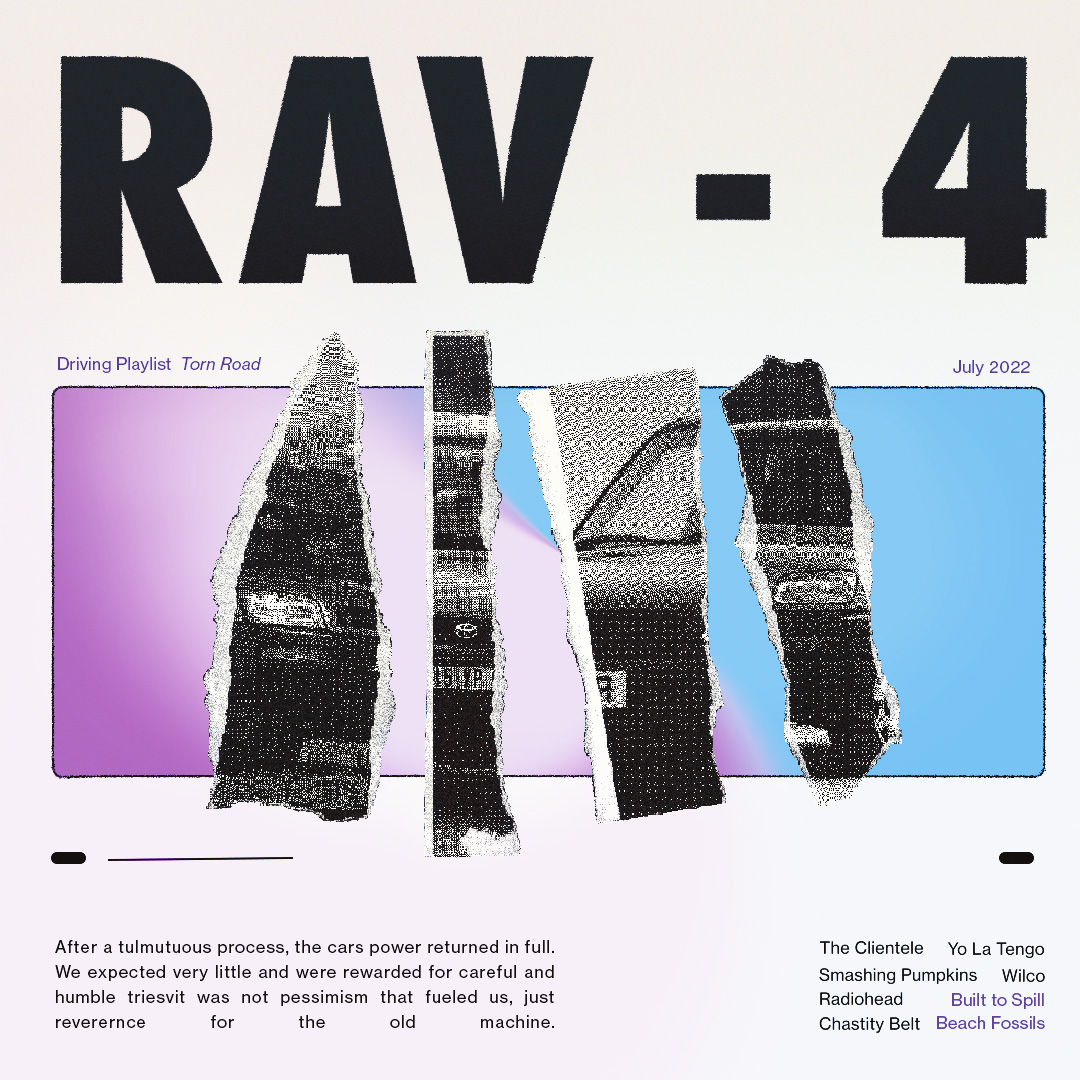 RAV - 4
Driving Playlist Torn Road
July 2022
After a tulmutuous process, the cars power returned in full.
We expected very little and were rewarded for careful and
humble triesvit was not pessimism that fueled us, just
reverernce for the old machine.
The Clientele Yo La Tengo
Smashing Pumpkins Wilco
Radiohead Built to Spill
Chastity Belt Beach Fossils